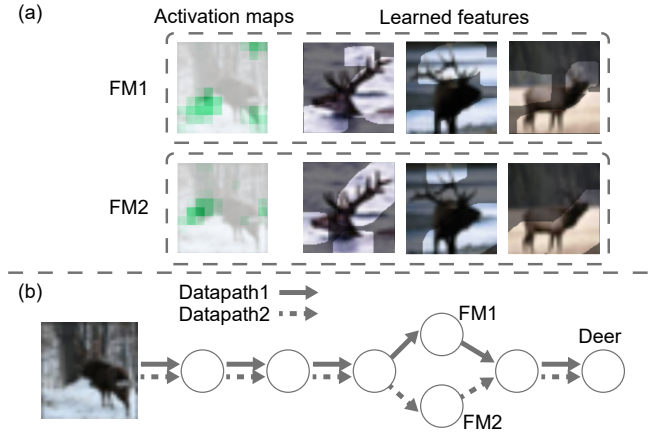 (a)
Activation maps
Learned features
FM1
FM2
(b)
Datapath1
Datapath2
FM1
Deer
FM2